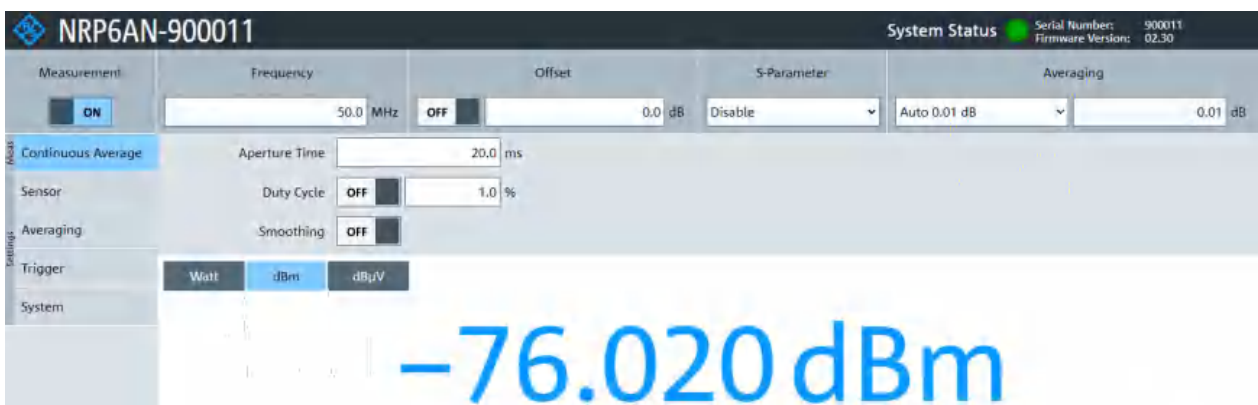 NRP6AN-900011
System Status
Serial Number: 900011
Firmware Version: 02.30
Measurement
Frequency
Offset
S-Parameter
Averaging
ON
50.0 MHz
OFF
0.0 dB
Disable
Auto 0.01 dB
0.01 dB
Meas
Continuous Average
Aperture Time
20.0 ms
Sensor
Duty Cycle
OFF
1.0 %
Settings
Averaging
Smoothing
OFF
Trigger
Watt
dBm
dBµV
System
−76.020 dBm